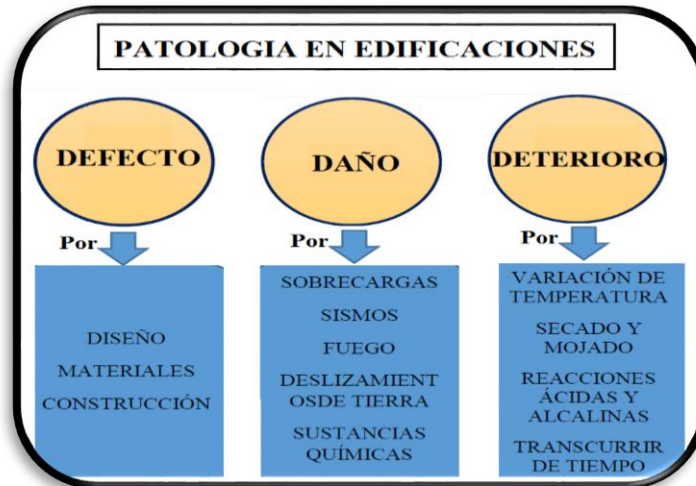 PATOLOGIA EN EDIFICACIONES
DEFECTO
Por
DISEÑO
MATERIALES
CONSTRUCCIÓN
DAÑO
Por
SOBRECARGAS
SISMOS
FUEGO
DESLIZAMIENT
OSDE TIERRA
SUSTANCIAS
QUÍMICAS
DETERIORO
Por
VARIACIÓN DE
TEMPERATURA
SECADO Y
MOJADO
REACCIONES
ÁCIDAS Y
ALCALINAS
TRANSCURRIR
DE TIEMPO